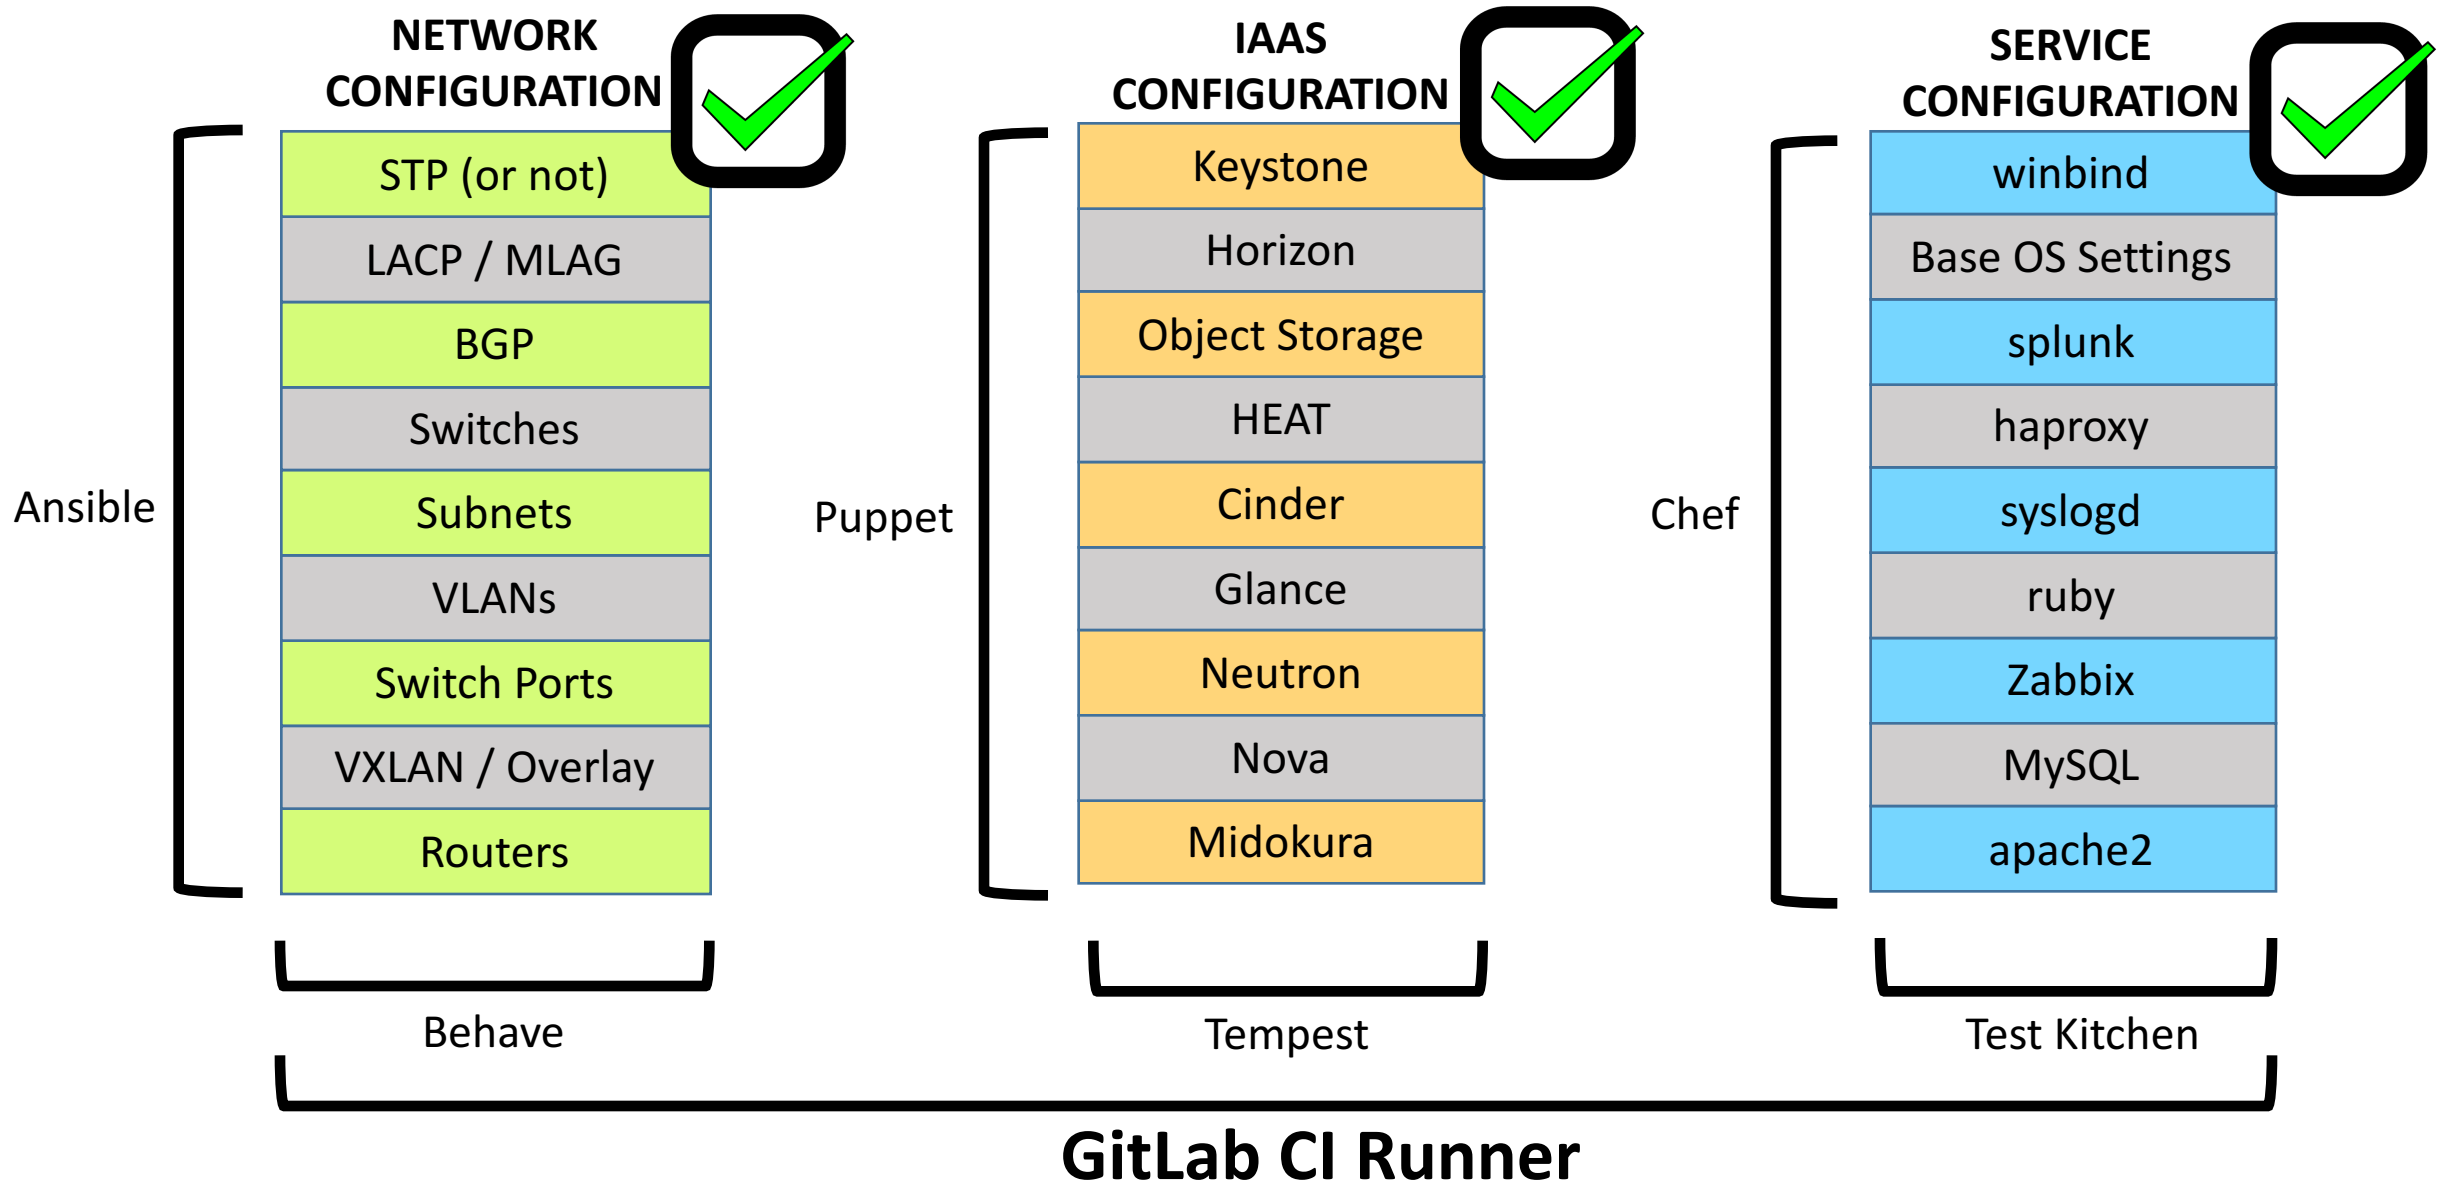 NETWORK
CONFIGURATION
Ansible
STP (or not)
LACP / MLAG
BGP
Switches
Subnets
VLANs
Switch Ports
VXLAN / Overlay
Routers
Behave
IAAS
CONFIGURATION
Puppet
Keystone
Horizon
Object Storage
HEAT
Cinder
Glance
Neutron
Nova
Midokura
Tempest
SERVICE
CONFIGURATION
Chef
winbind
Base OS Settings
splunk
haproxy
syslogd
ruby
Zabbix
MySQL
apache2
Test Kitchen
GitLab CI Runner